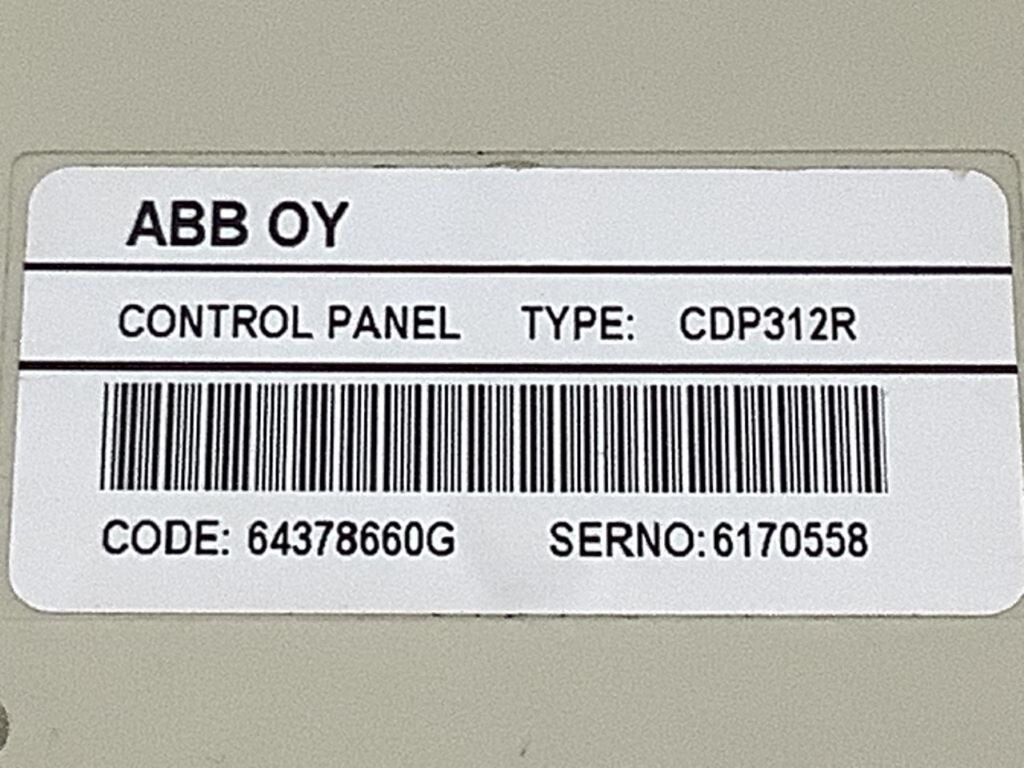 ABB OY
CONTROL PANEL TYPE: CDP312R
CODE: 64378660G SERNO:6170558